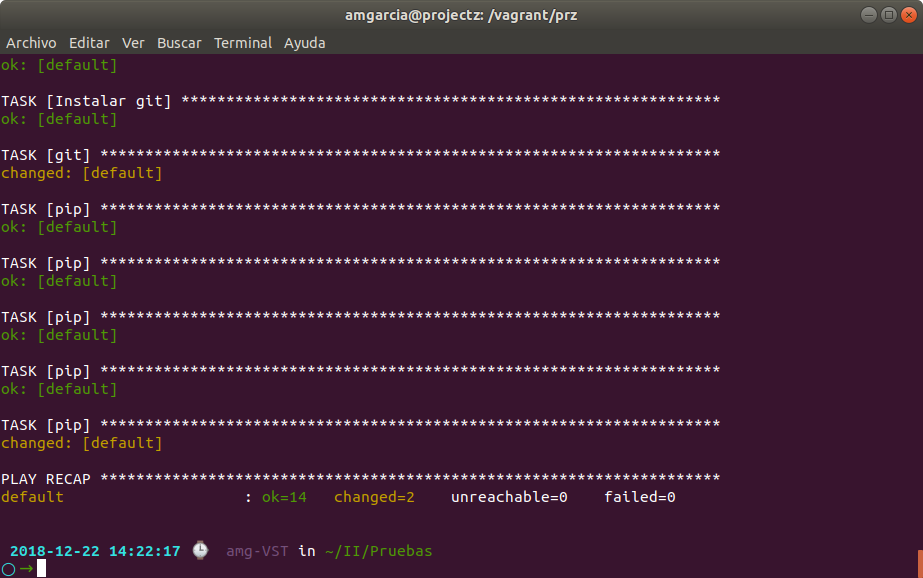 amgarcia@projectz: /vagrant/prz
Archivo Editar Ver Buscar Terminal Ayuda
ok: [default]
TASK [Instalar git] ************************************************************
ok: [default]
TASK [git] *********************************************************************
changed: [default]
TASK [pip] *********************************************************************
ok: [default]
TASK [pip] *********************************************************************
ok: [default]
TASK [pip] *********************************************************************
ok: [default]
TASK [pip] *********************************************************************
ok: [default]
TASK [pip] *********************************************************************
changed: [default]
PLAY RECAP *********************************************************************
default                    : ok=14   changed=2    unreachable=0    failed=0
2018-12-22 14:22:17 🕒 amg-VST in ~/II/Pruebas
○ →